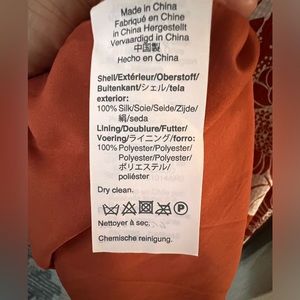 Made in China
Fabriqué en Chine
in China Hergestellt
Vervaardigd in China
中国製
Hecho en China
Shell/Extérieur/Oberstoff/
Buitenkant/シェル/tela
exterior:
100% Silk/Soie/Seide/Zijde/
絹/seda
Lining/Doublure/Futter/
Voering/ライニング/forro:
100% Polyester/Polyester/
Polyester/Polyester/
ポリエステル/
poliéster
Dry clean.
P
Nettoyer à sec.
Chemische reinigung.